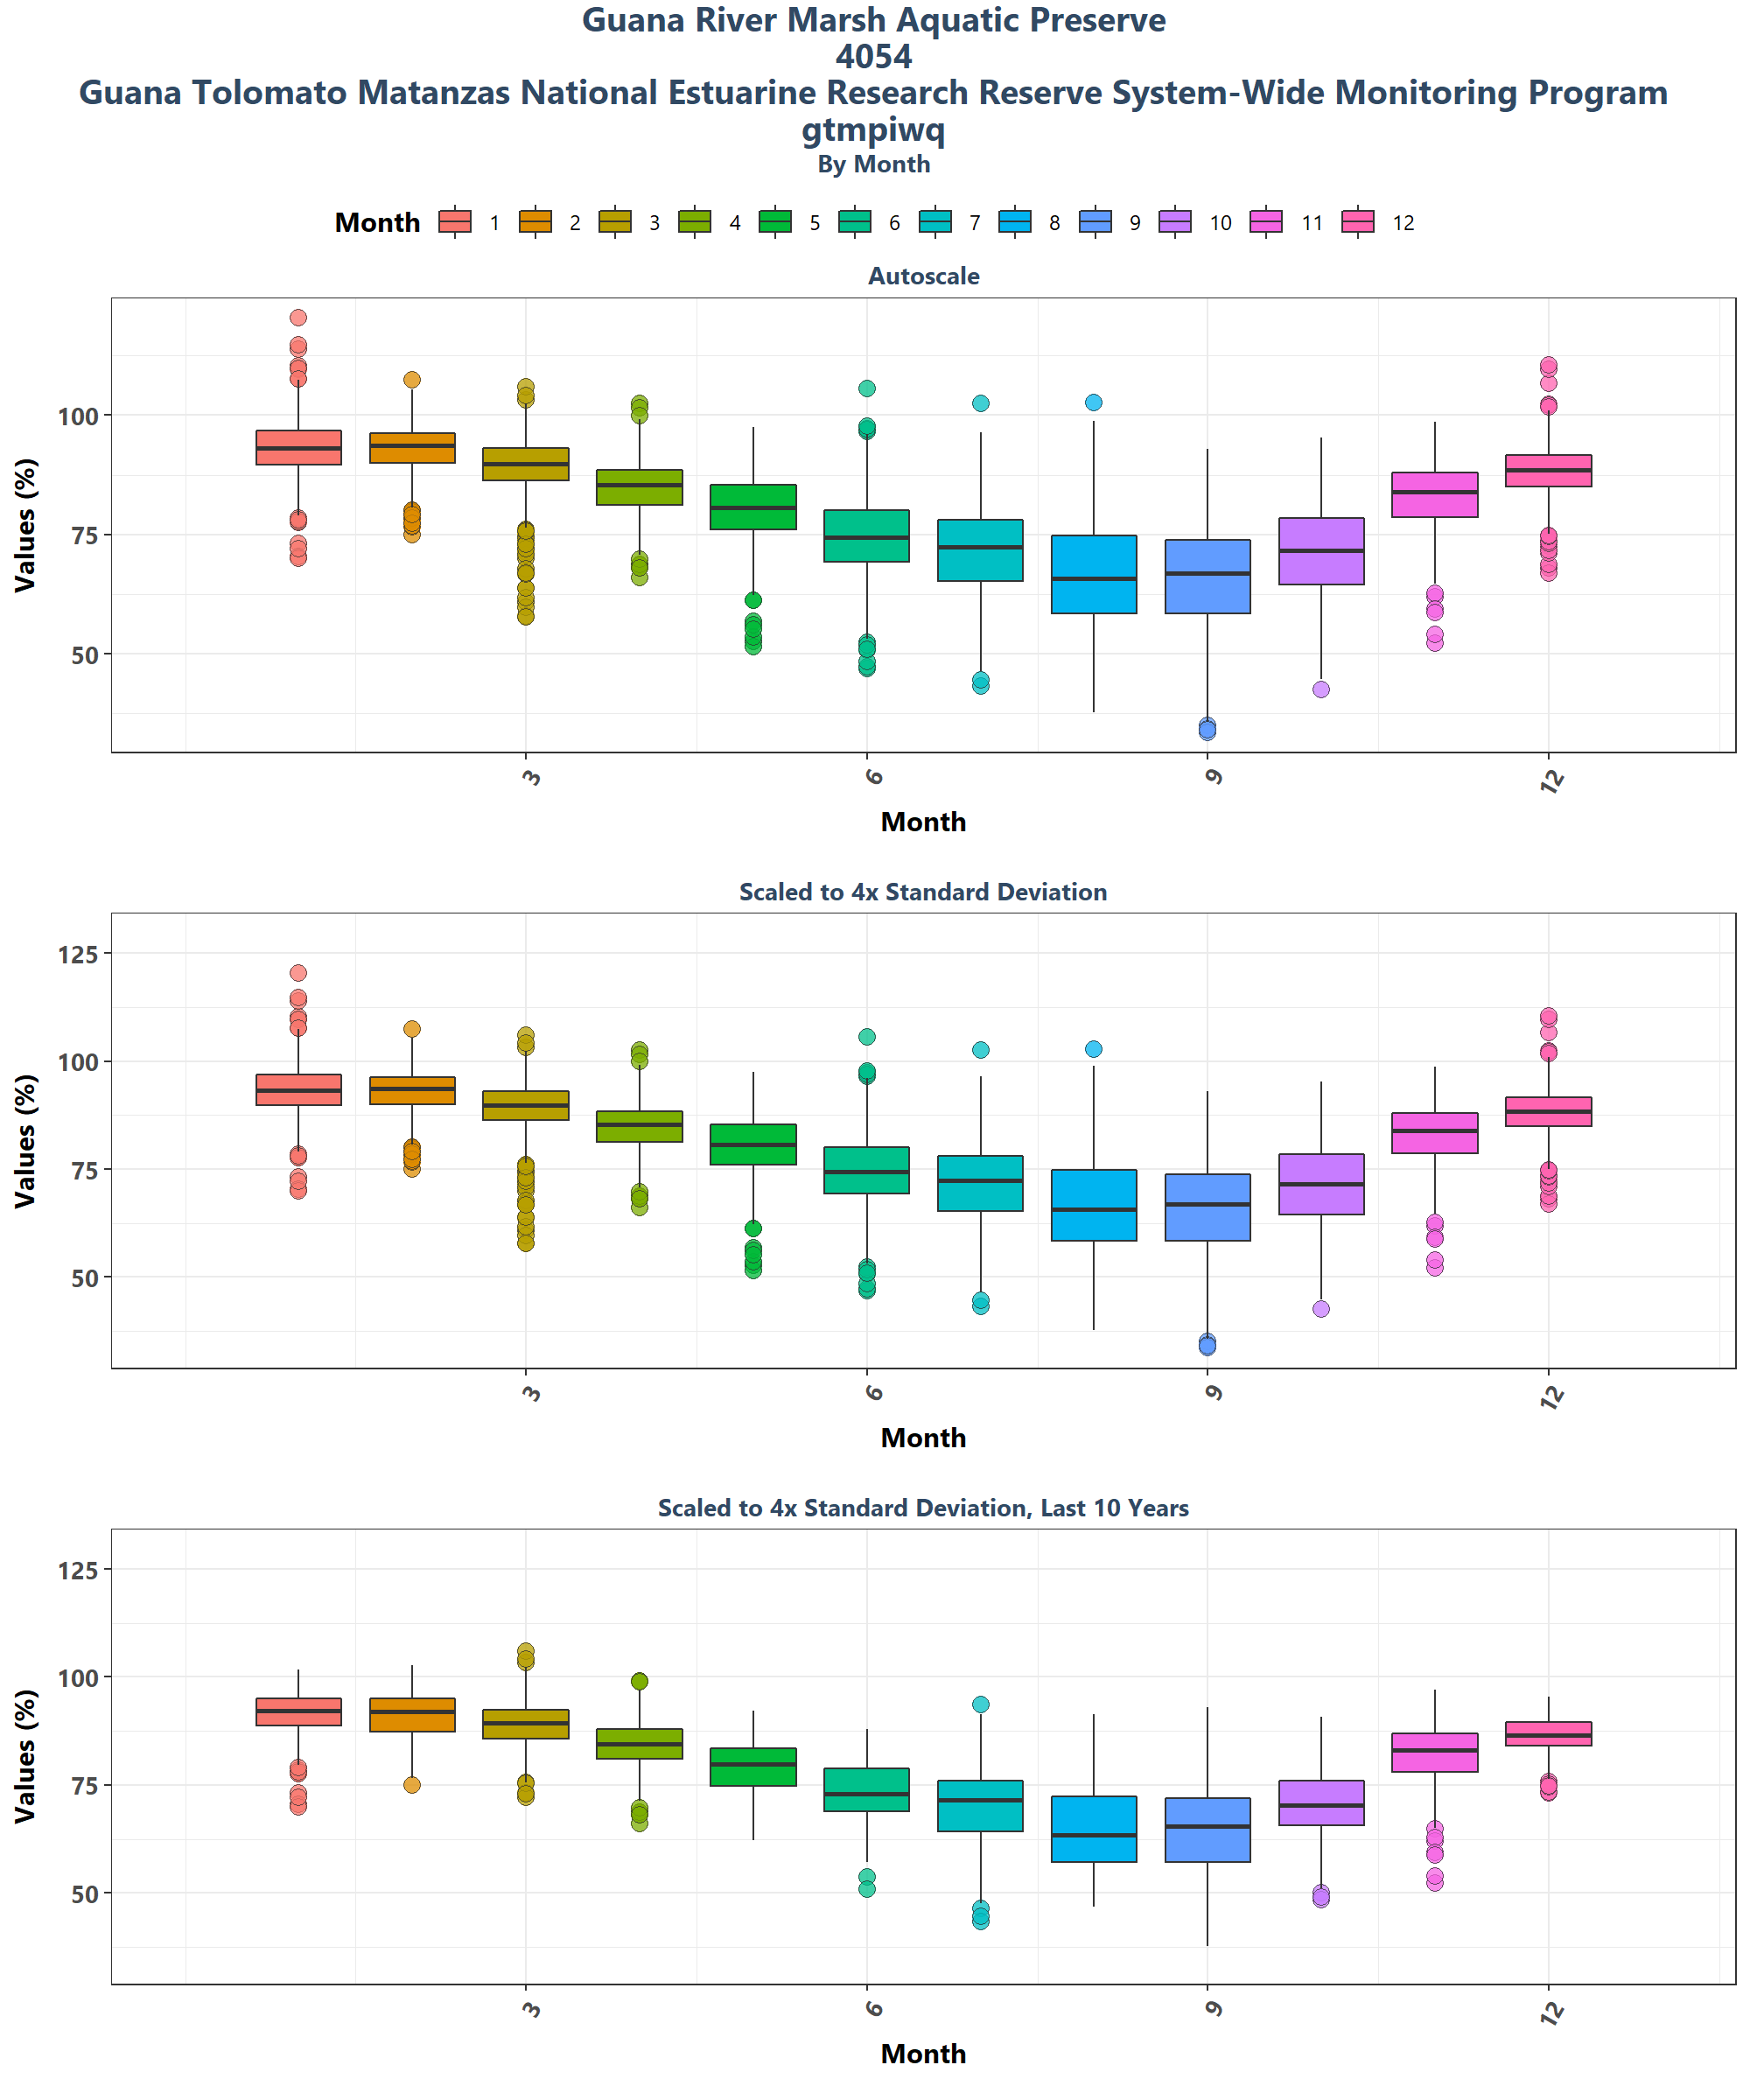 Guana River Marsh Aquatic Preserve
4054
Guana Tolomato Matanzas National Estuarine Research Reserve System-Wide Monitoring Program
gtmpiwq
By Month
Month 1 2 3 4 5 6 7 8 9 10 11 12
Autoscale
Values (%)
100
75
50
3 6 9 12
Month
Scaled to 4x Standard Deviation
Values (%)
125
100
75
50
3 6 9 12
Month
Scaled to 4x Standard Deviation, Last 10 Years
Values (%)
125
100
75
50
3 6 9 12
Month